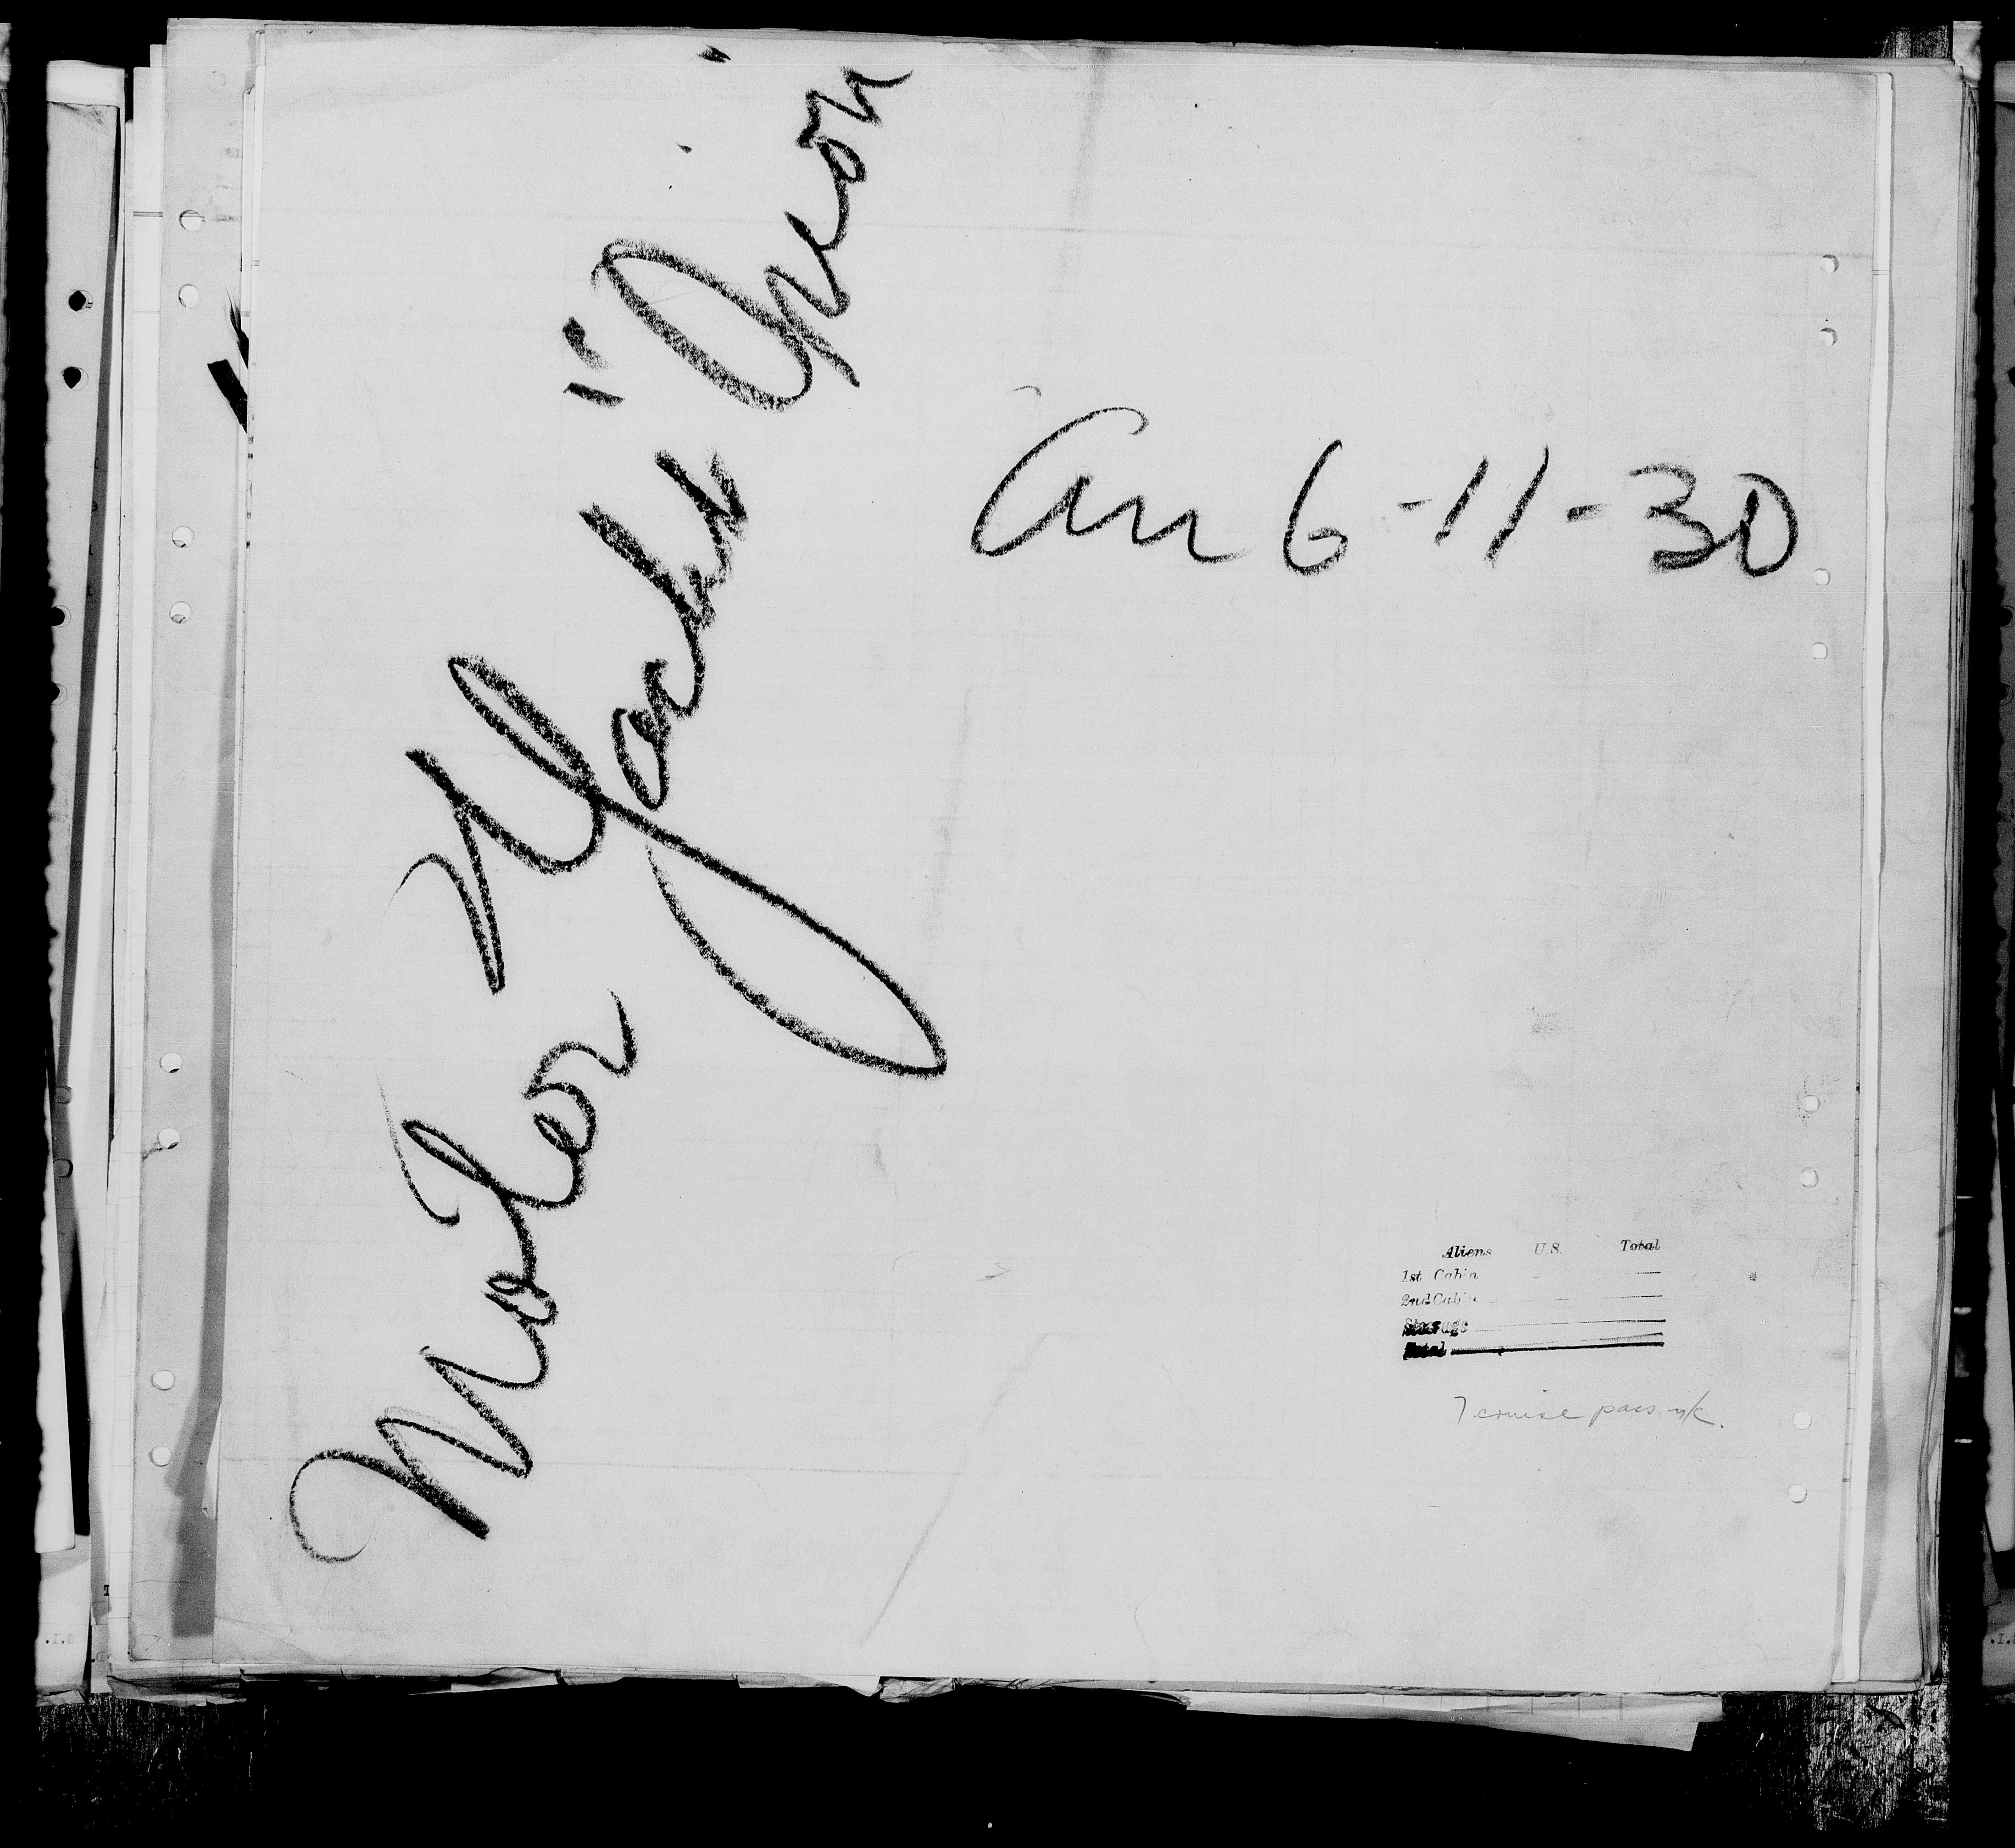 Motor Yacht "Orion"
Arr 6-11-30
Aliens U.S. Total
1st Cabin
2nd Cabin
Steerage
Total
7 cruise pass.